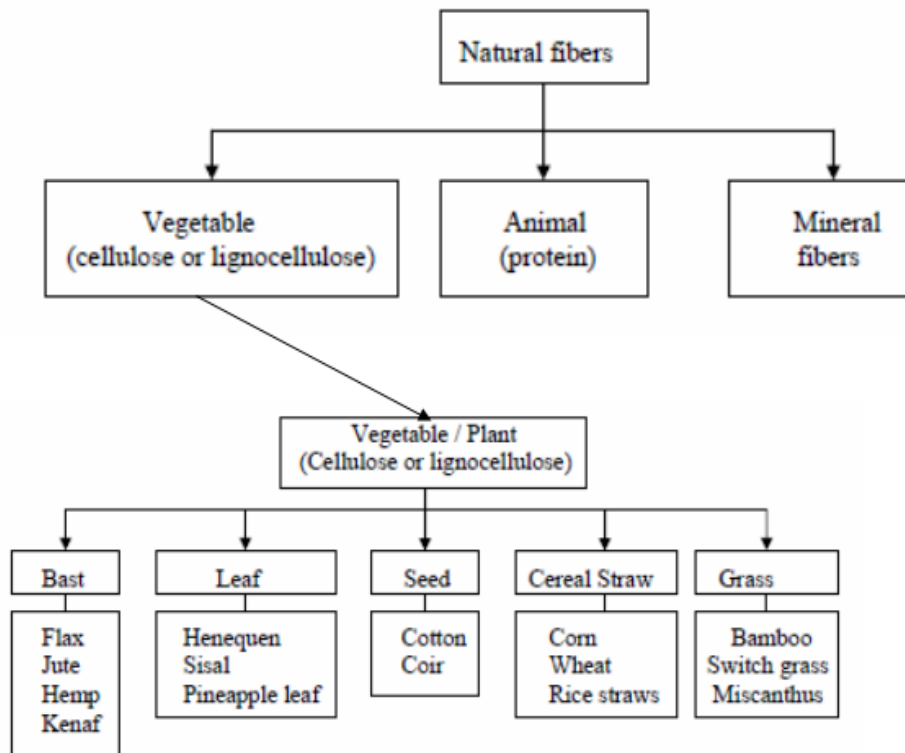 Natural fibers
Vegetable
(cellulose or lignocellulose)
Animal
(protein)
Mineral
fibers
Vegetable / Plant
(Cellulose or lignocellulose)
Bast
Leaf
Seed
Cereal Straw
Grass
Flax
Jute
Hemp
Kenaf
Henequen
Sisal
Pineapple leaf
Cotton
Coir
Corn
Wheat
Rice straws
Bamboo
Switch grass
Miscanthus